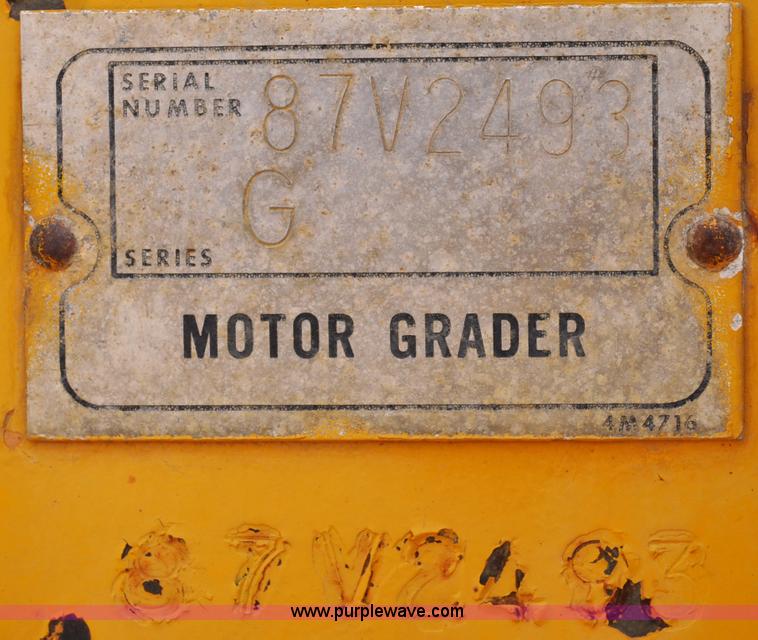 SERIAL
NUMBER 87V2493
G
SERIES
MOTOR GRADER
4M4716
87V2493
www.purplewave.com